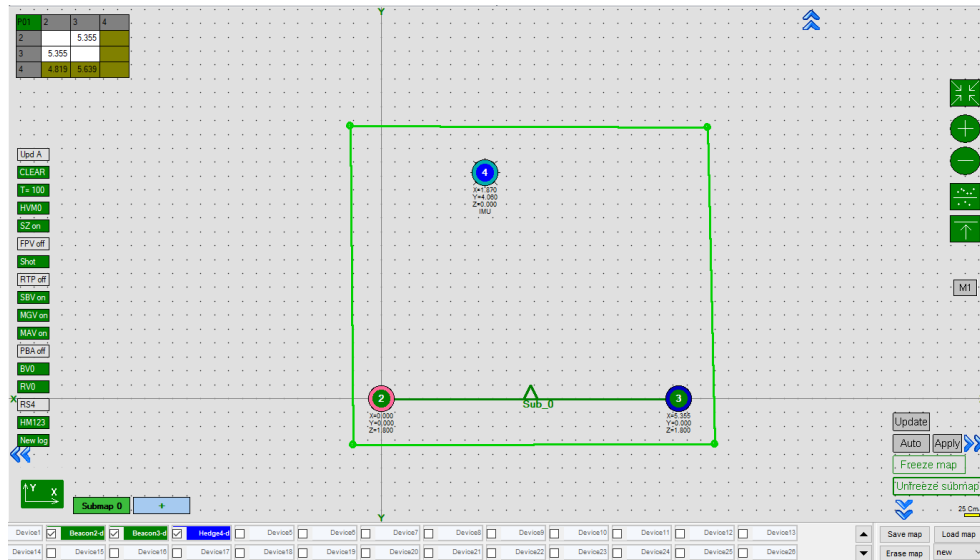 P01 2 3 4
2 5.355
3 5.355
4 4.819 5.639
Y
Upd A
CLEAR
T= 100
HVM0
SZ on
FPV off
Shot
RTP off
SBV on
MGV on
MAV on
PBA off
BV0
RV0
RS4
HM123
New log
4
X=1.870
Y=4.060
Z=0.000
IMU
M1
X
2
X=0.000
Y=0.000
Z=1.800
Sub_0
3
X=5.355
Y=0.000
Z=1.800
Update
Auto Apply
Freeze map
Unfreeze submap
25 Cm
Y X
Submap 0 +
Y
Device1 Beacon2-d Beacon3-d Hedge4-d Device5 Device6 Device7 Device8 Device9 Device10 Device11 Device12 Device13 Save map Load map
Device14 Device15 Device16 Device17 Device18 Device19 Device20 Device21 Device22 Device23 Device24 Device25 Device26 Erase map new